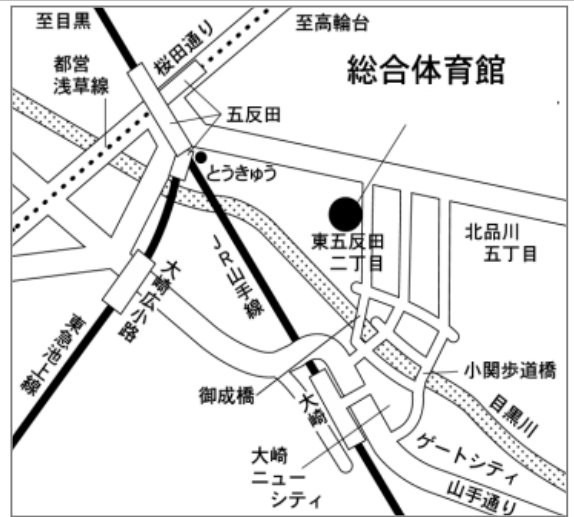 至目黒
桜田通り
至高輪台
都営
浅草線
総合体育館
五反田
とうきゅう
JR山手線
東五反田
二丁目
北品川
五丁目
大崎広小路
東急池上線
御成橋
大崎
小関歩道橋
目黒川
大崎
ニュー
シティ
ゲートシティ
山手通り